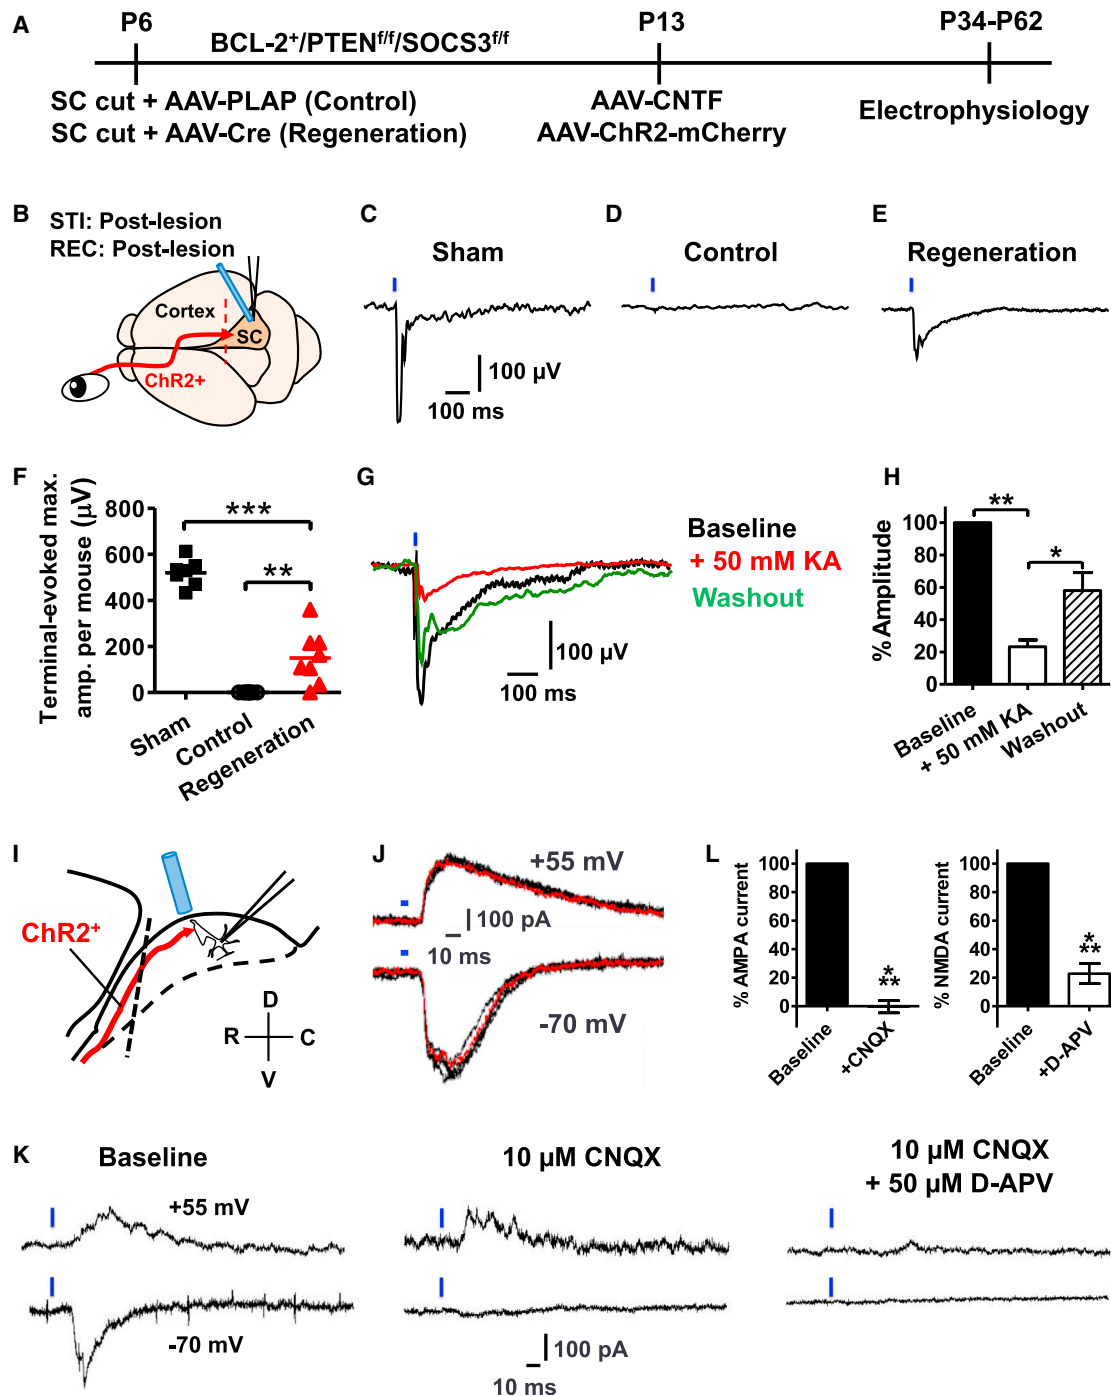 A
P6
P13
P34-P62
BCL-2⁺/PTENᶠ/ᶠ/SOCS3ᶠ/ᶠ
SC cut + AAV-PLAP (Control)
SC cut + AAV-Cre (Regeneration)
AAV-CNTF
AAV-ChR2-mCherry
Electrophysiology
B
STI: Post-lesion
REC: Post-lesion
Cortex
SC
ChR2+
C
Sham
100 µV
100 ms
D
Control
E
Regeneration
F
Terminal-evoked max.
amp. per mouse (µV)
800
600
400
200
0
***
**
Sham
Control
Regeneration
G
Baseline
+ 50 mM KA
Washout
100 µV
100 ms
H
% Amplitude
100
80
60
40
20
0
**
*
Baseline
+ 50 mM KA
Washout
I
ChR2⁺
D
R
C
V
J
+55 mV
100 pA
10 ms
-70 mV
L
% AMPA current
100
80
60
40
20
0
*
**
Baseline
+CNQX
% NMDA current
100
80
60
40
20
0
*
**
Baseline
+D-APV
K
Baseline
10 µM CNQX
10 µM CNQX
+ 50 µM D-APV
+55 mV
-70 mV
100 pA
10 ms